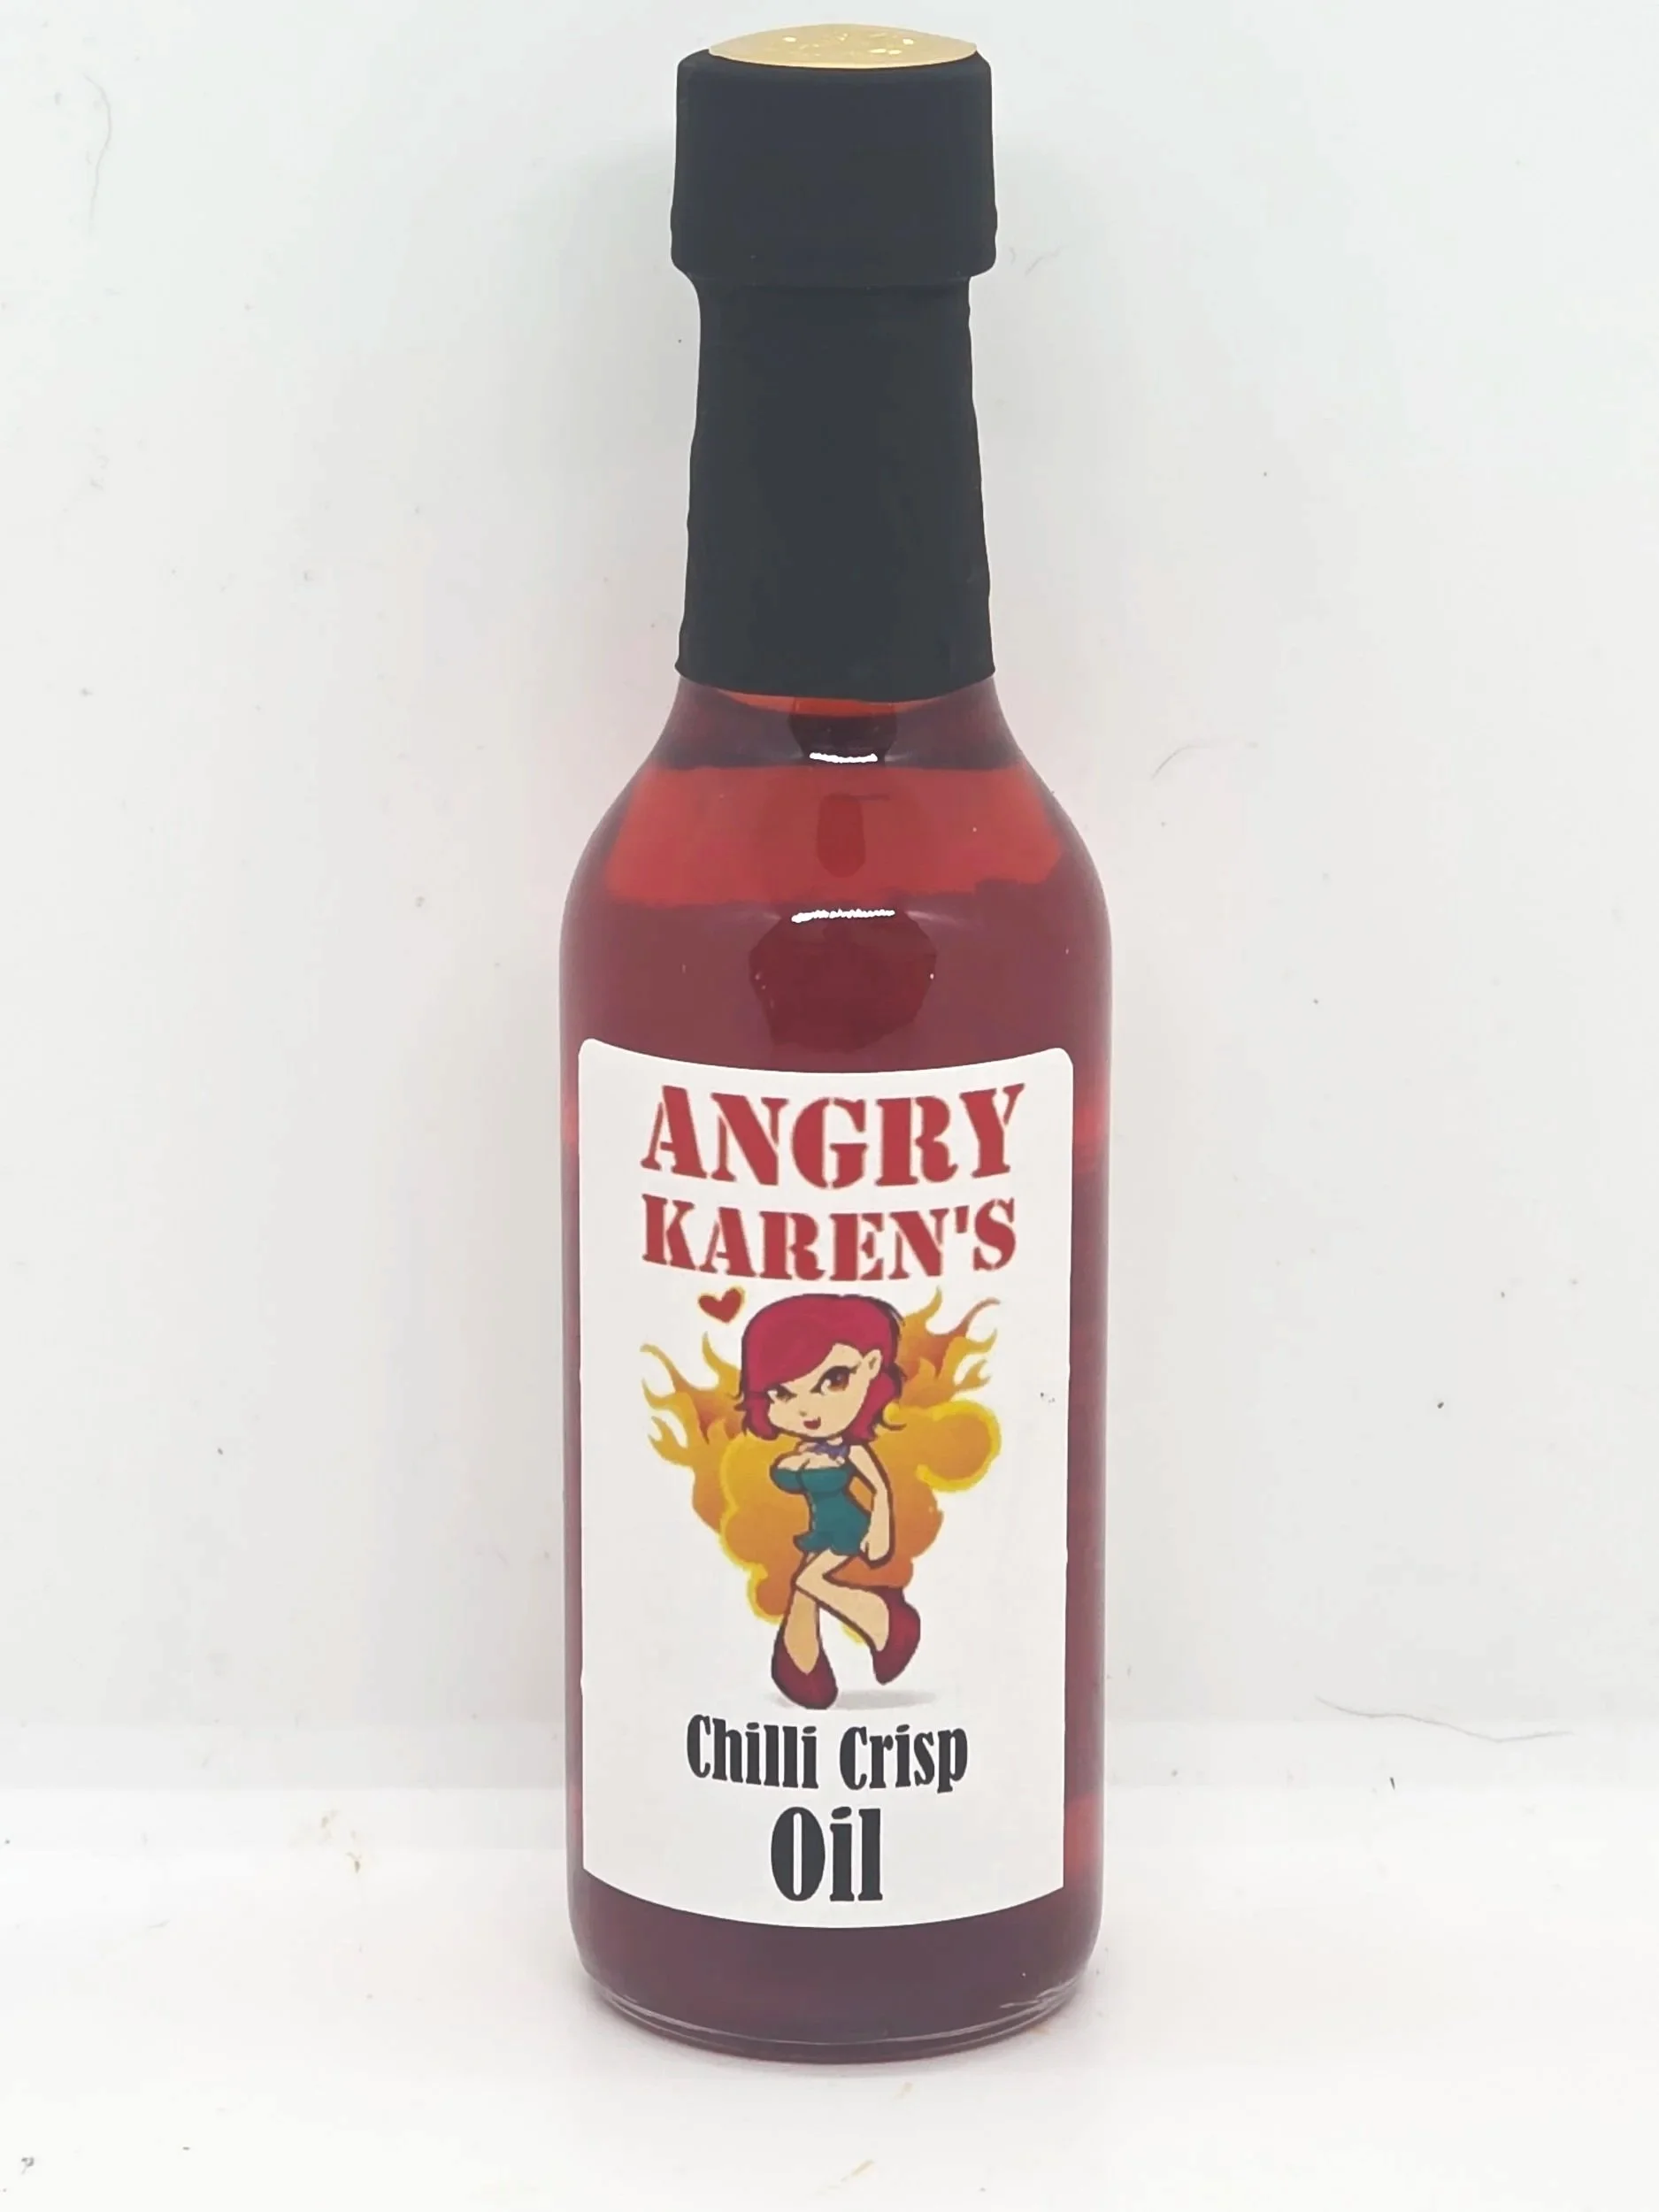 ANGRY
KAREN'S
Chilli Crisp
Oil